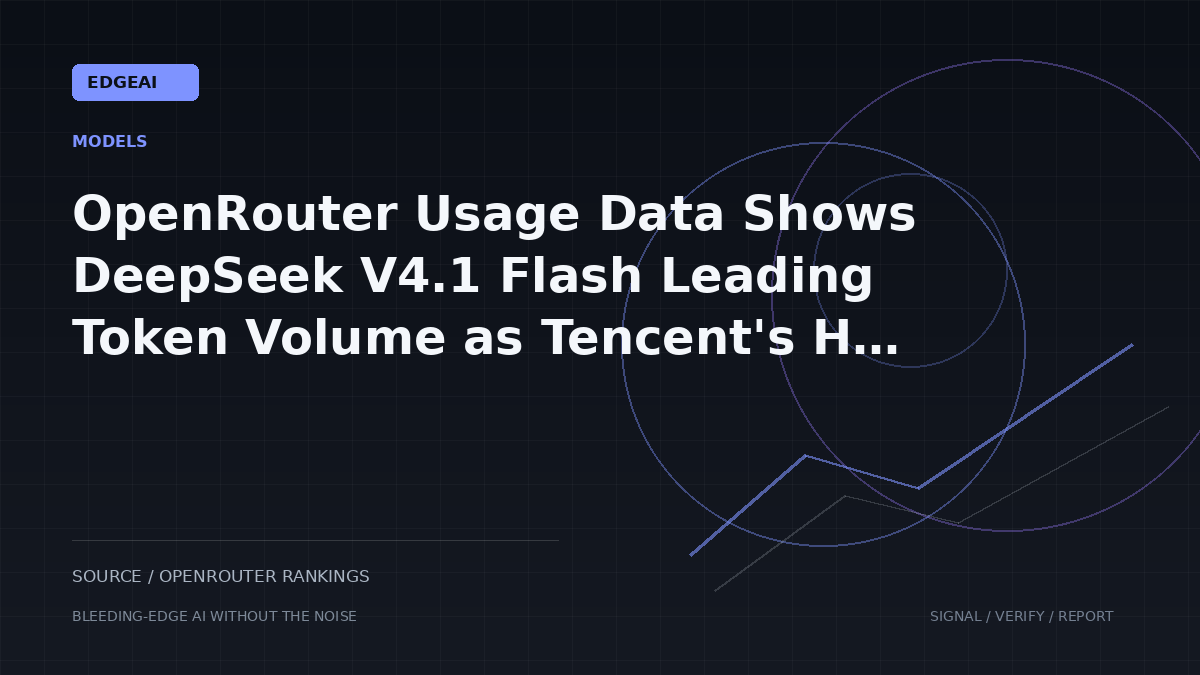 EDGEAI
MODELS
OpenRouter Usage Data Shows
DeepSeek V4.1 Flash Leading
Token Volume as Tencent's H...
SOURCE / OPENROUTER RANKINGS
BLEEDING-EDGE AI WITHOUT THE NOISE
SIGNAL / VERIFY / REPORT